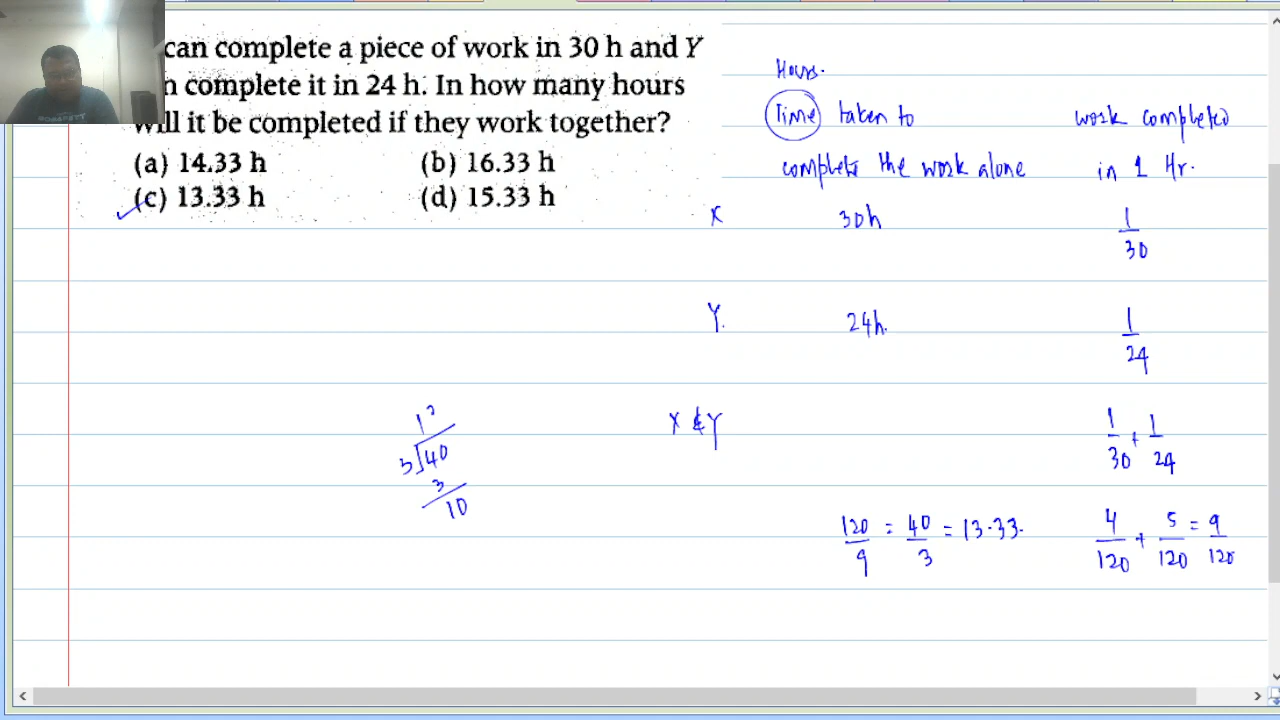 can complete a piece of work in 30 h and Y
complete it in 24 h. In how many hours
will it be completed if they work together?
(a) 14.33 h (b) 16.33 h
(c) 13.33 h (d) 15.33 h
Hours.
Time taken to work completed
complete the work alone in 1 Hr.
X 30h 1/30
Y. 24h. 1/24
X & Y 1/30 + 1/24
120/9 = 40/3 = 13.33. 4/120 + 5/120 = 9/120
3 40
3
10